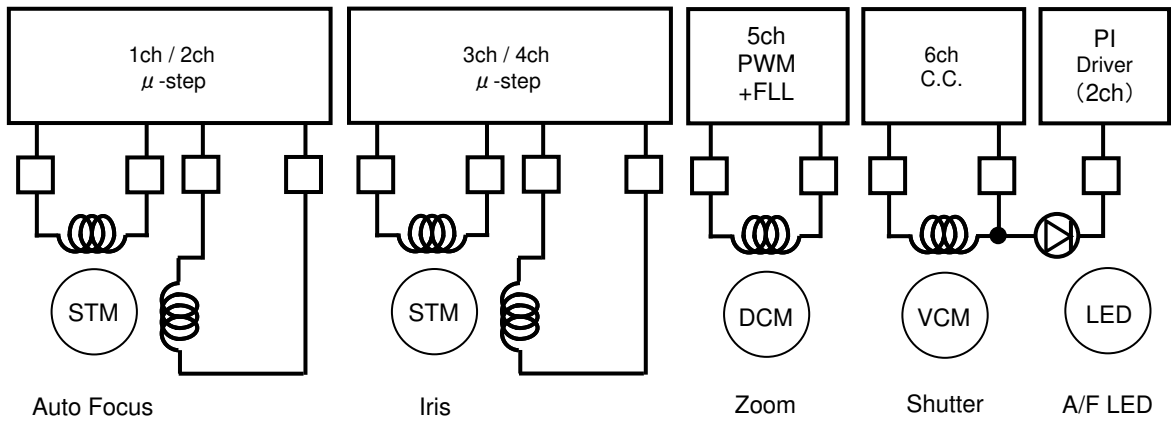 1ch / 2ch
μ -step
3ch / 4ch
μ -step
5ch
PWM
+FLL
6ch
C.C.
PI
Driver
（2ch）
STM
STM
DCM
VCM
LED
Auto Focus
Iris
Zoom
Shutter
A/F LED